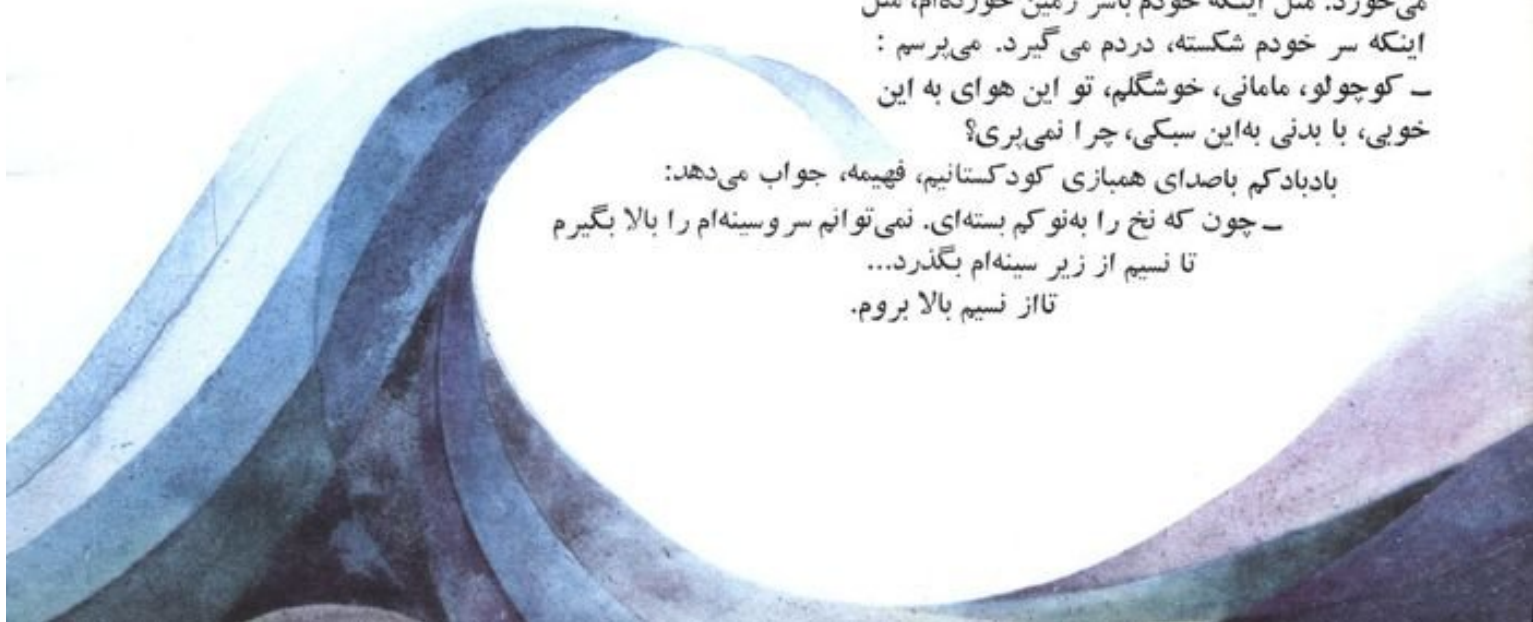 می‌خورد. مثل اینکه خودم باسر زمین خورده‌ام، مثل
اینکه سر خودم شکسته، دردم می‌گیرد. می‌پرسم :
ـ کوچولو، مامانی، خوشگلم، تو این هوای به این
خوبی، با بدنی به‌این سبکی، چرا نمی‌پری؟
بادبادکم باصدای همبازی کودکستانیم، فهیمه، جواب می‌دهد:
ـ چون که نخ را به‌نوکم بسته‌ای. نمی‌توانم سر وسینه‌ام را بالا بگیرم
تا نسیم از زیر سینه‌ام بگذرد...
تااز نسیم بالا بروم.